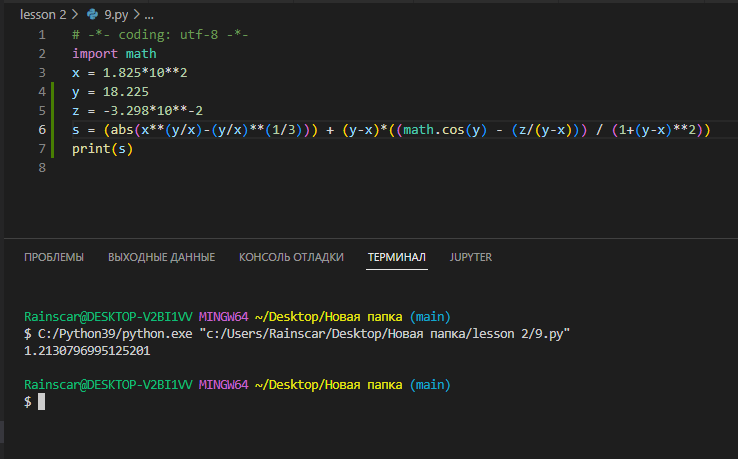 lesson 2 > 9.py > ...
1 # -*- coding: utf-8 -*-
2 import math
3 x = 1.825*10**2
4 y = 18.225
5 z = -3.298*10**-2
6 s = (abs(x**(y/x)-(y/x)**(1/3))) + (y-x)*((math.cos(y) - (z/(y-x))) / (1+(y-x)**2))
7 print(s)
8
ПРОБЛЕМЫ ВЫХОДНЫЕ ДАННЫЕ КОНСОЛЬ ОТЛАДКИ ТЕРМИНАЛ JUPYTER
Rainscar@DESKTOP-V2BI1VV MINGW64 ~/Desktop/Новая папка (main)
$ C:/Python39/python.exe "c:/Users/Rainscar/Desktop/Новая папка/lesson 2/9.py"
1.2130796995125201
Rainscar@DESKTOP-V2BI1VV MINGW64 ~/Desktop/Новая папка (main)
$